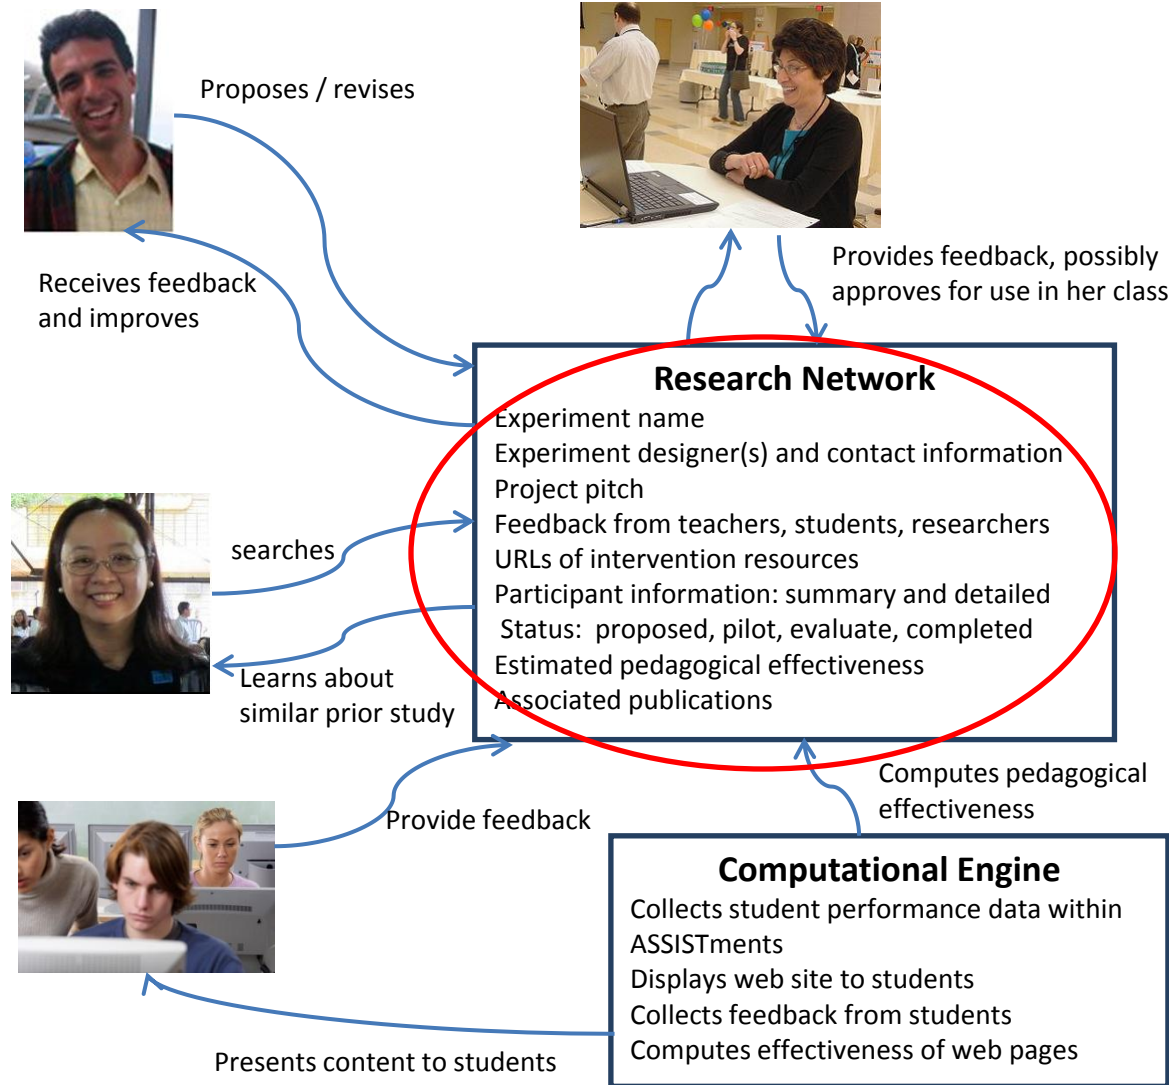 Proposes / revises
Receives feedback
and improves
Provides feedback, possibly
approves for use in her class
Research Network
Experiment name
Experiment designer(s) and contact information
Project pitch
Feedback from teachers, students, researchers
URLs of intervention resources
Participant information: summary and detailed
Status: proposed, pilot, evaluate, completed
Estimated pedagogical effectiveness
Associated publications
searches
Learns about
similar prior study
Provide feedback
Computes pedagogical
effectiveness
Computational Engine
Collects student performance data within
ASSISTments
Displays web site to students
Collects feedback from students
Computes effectiveness of web pages
Presents content to students